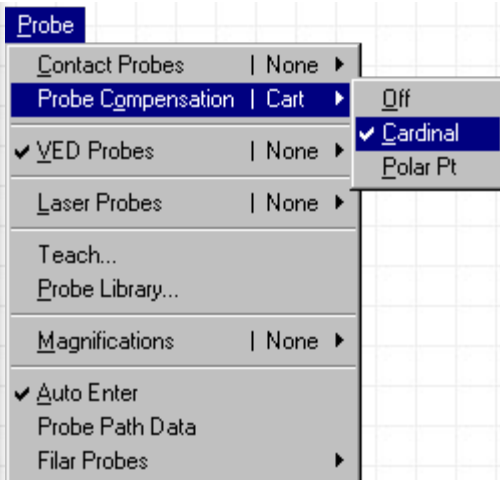 Probe
Contact Probes | None
Probe Compensation | Cart
Off
Cardinal
Polar Pt
VED Probes | None
Laser Probes | None
Teach...
Probe Library...
Magnifications | None
Auto Enter
Probe Path Data
Filar Probes